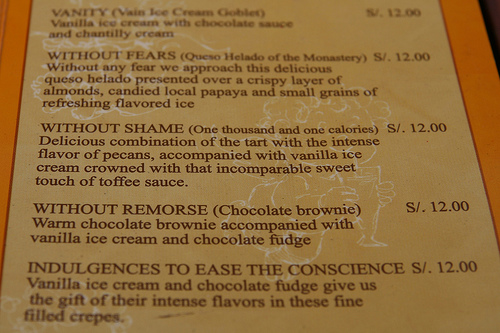 VANITY (Vain Ice Cream Goblet) S/. 12.00
Vanilla ice cream with chocolate sauce
and chantilly cream
WITHOUT FEARS (Queso Helado of the Monastery) S/. 12.00
Without any fear we approach this delicious
queso helado presented over a crispy layer of
almonds, candied local papaya and small grains of
refreshing flavored ice
WITHOUT SHAME (One thousand and one calories) S/. 12.00
Delicious combination of the tart with the intense
flavor of pecans, accompanied with vanilla ice
cream crowned with that incomparable sweet
touch of toffee sauce.
WITHOUT REMORSE (Chocolate brownie) S/. 12.00
Warm chocolate brownie accompanied with
vanilla ice cream and chocolate fudge
INDULGENCES TO EASE THE CONSCIENCE S/. 12.00
Vanilla ice cream and chocolate fudge give us
the gift of their intense flavors in these fine
filled crepes.